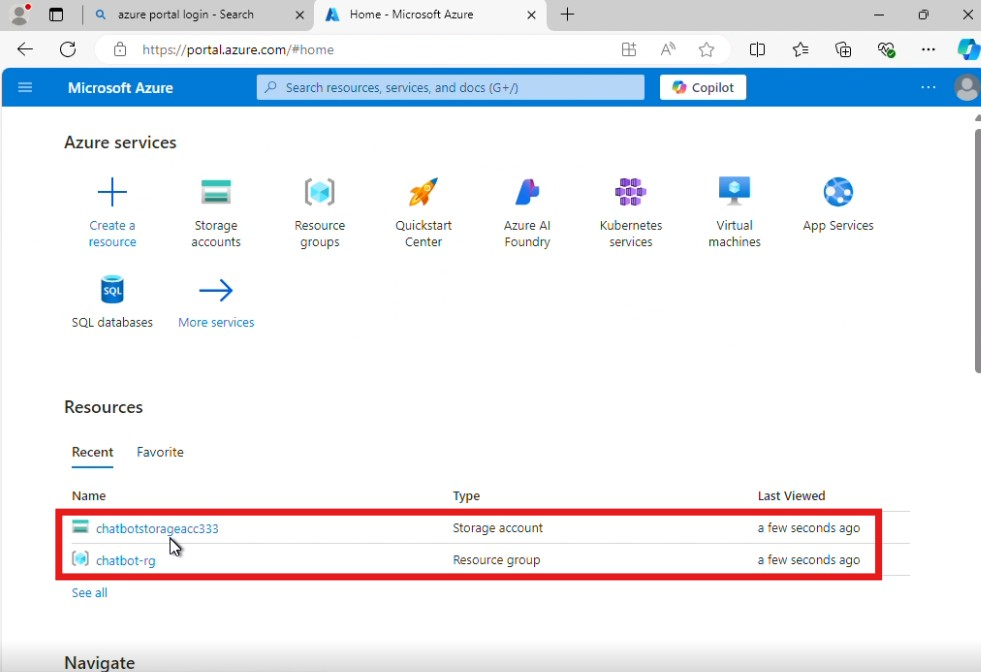 azure portal login - Search
Home - Microsoft Azure
https://portal.azure.com/#home
Microsoft Azure
Search resources, services, and docs (G+/)
Copilot
Azure services
Create a
resource
Storage
accounts
Resource
groups
Quickstart
Center
Azure AI
Foundry
Kubernetes
services
Virtual
machines
App Services
SQL
SQL databases
More services
Resources
Recent Favorite
Name Type Last Viewed
chatbotstorageacc333 Storage account a few seconds ago
chatbot-rg Resource group a few seconds ago
See all
Navigate